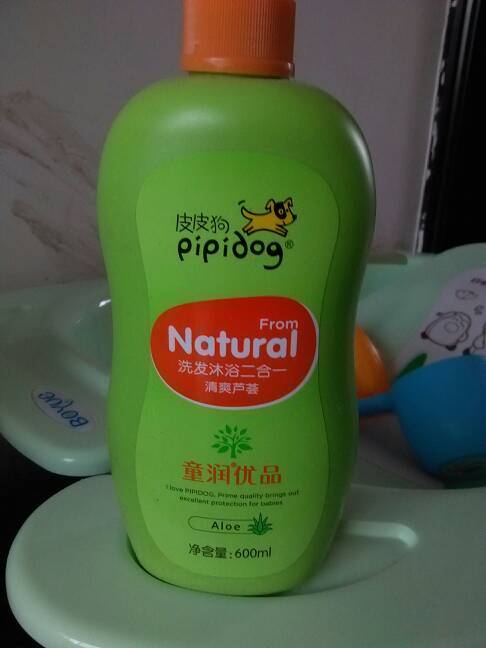 皮皮狗
pipidog®
From
Natural
洗发沐浴二合一
清爽芦荟
童润优品
I love PIPIDOG, Prime quality brings out
excellent protection for babies
Aloe
净含量:600ml